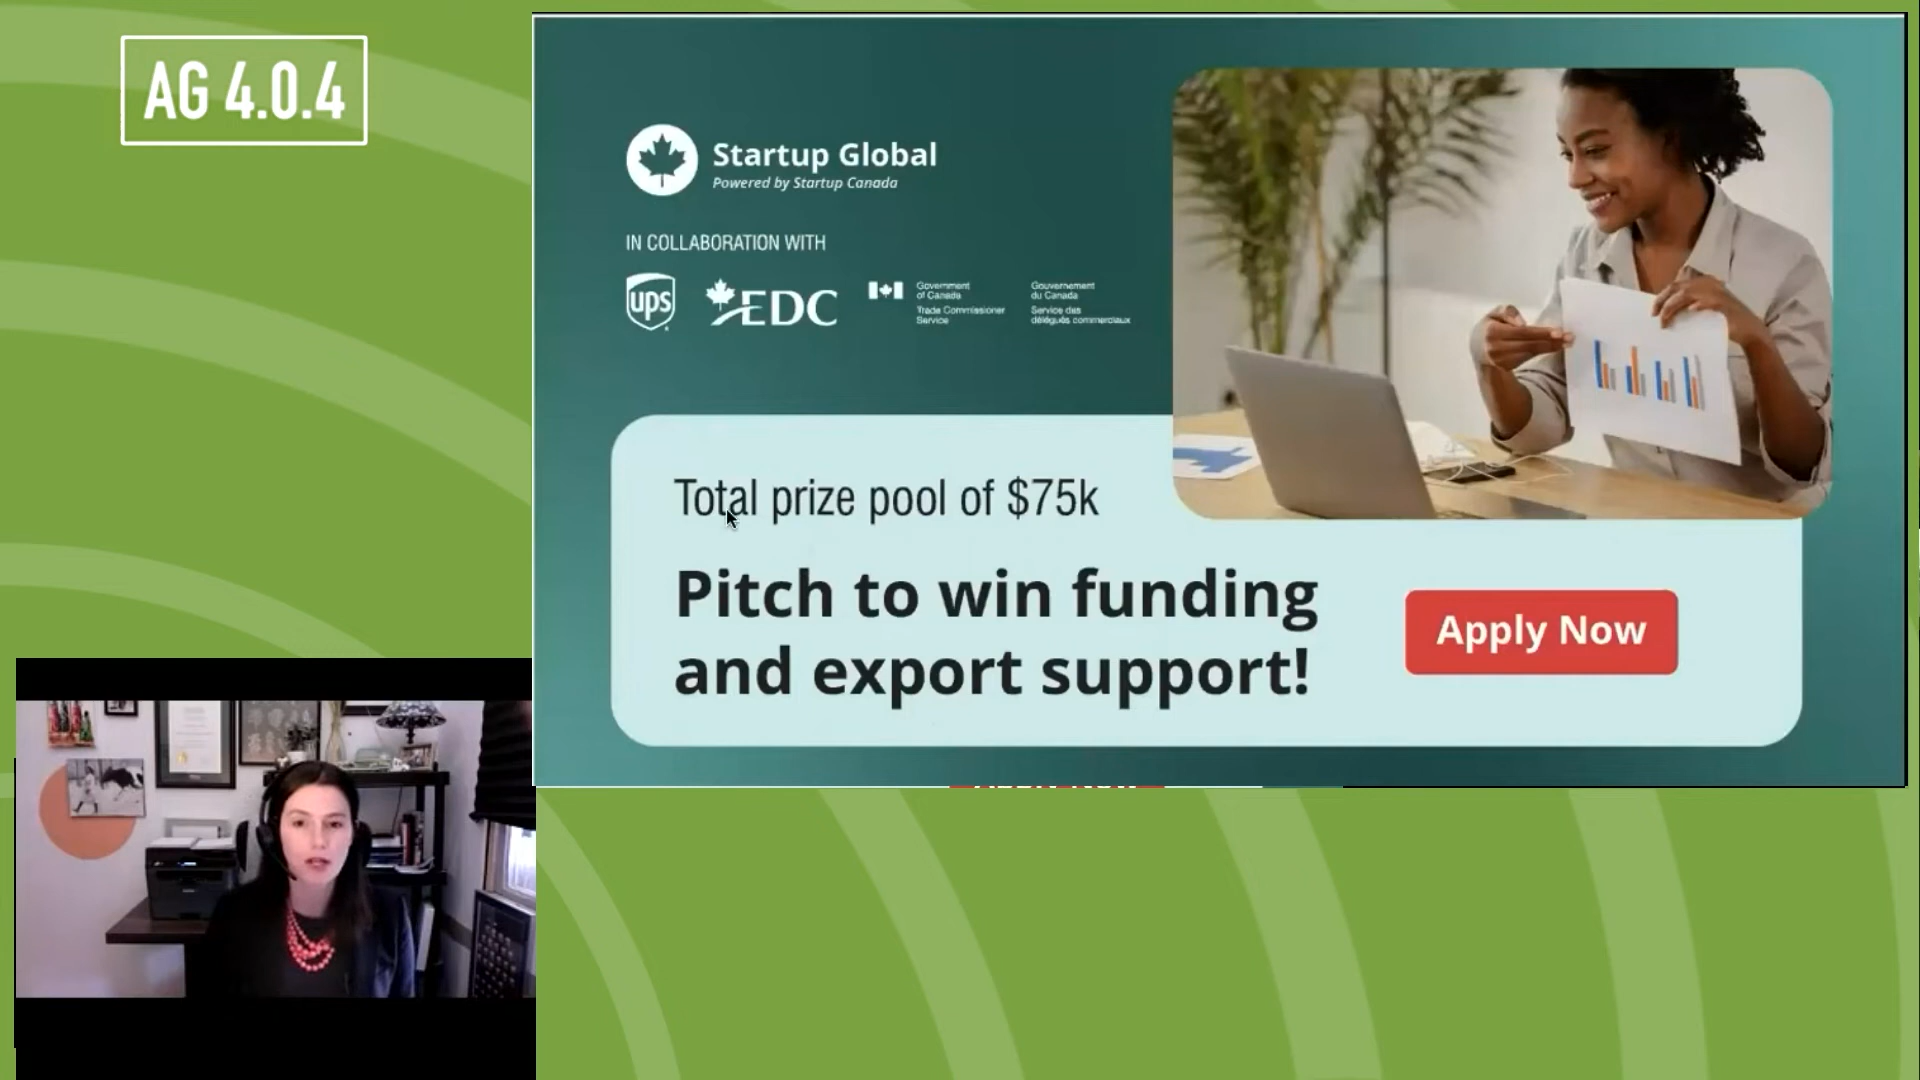 AG 4.0.4
Startup Global
Powered by Startup Canada
IN COLLABORATION WITH
ups
EDC
Government
of Canada
Trade Commissioner
Service
Gouvernement
du Canada
Service des
délégués commerciaux
Total prize pool of $75k
Pitch to win funding
and export support!
Apply Now